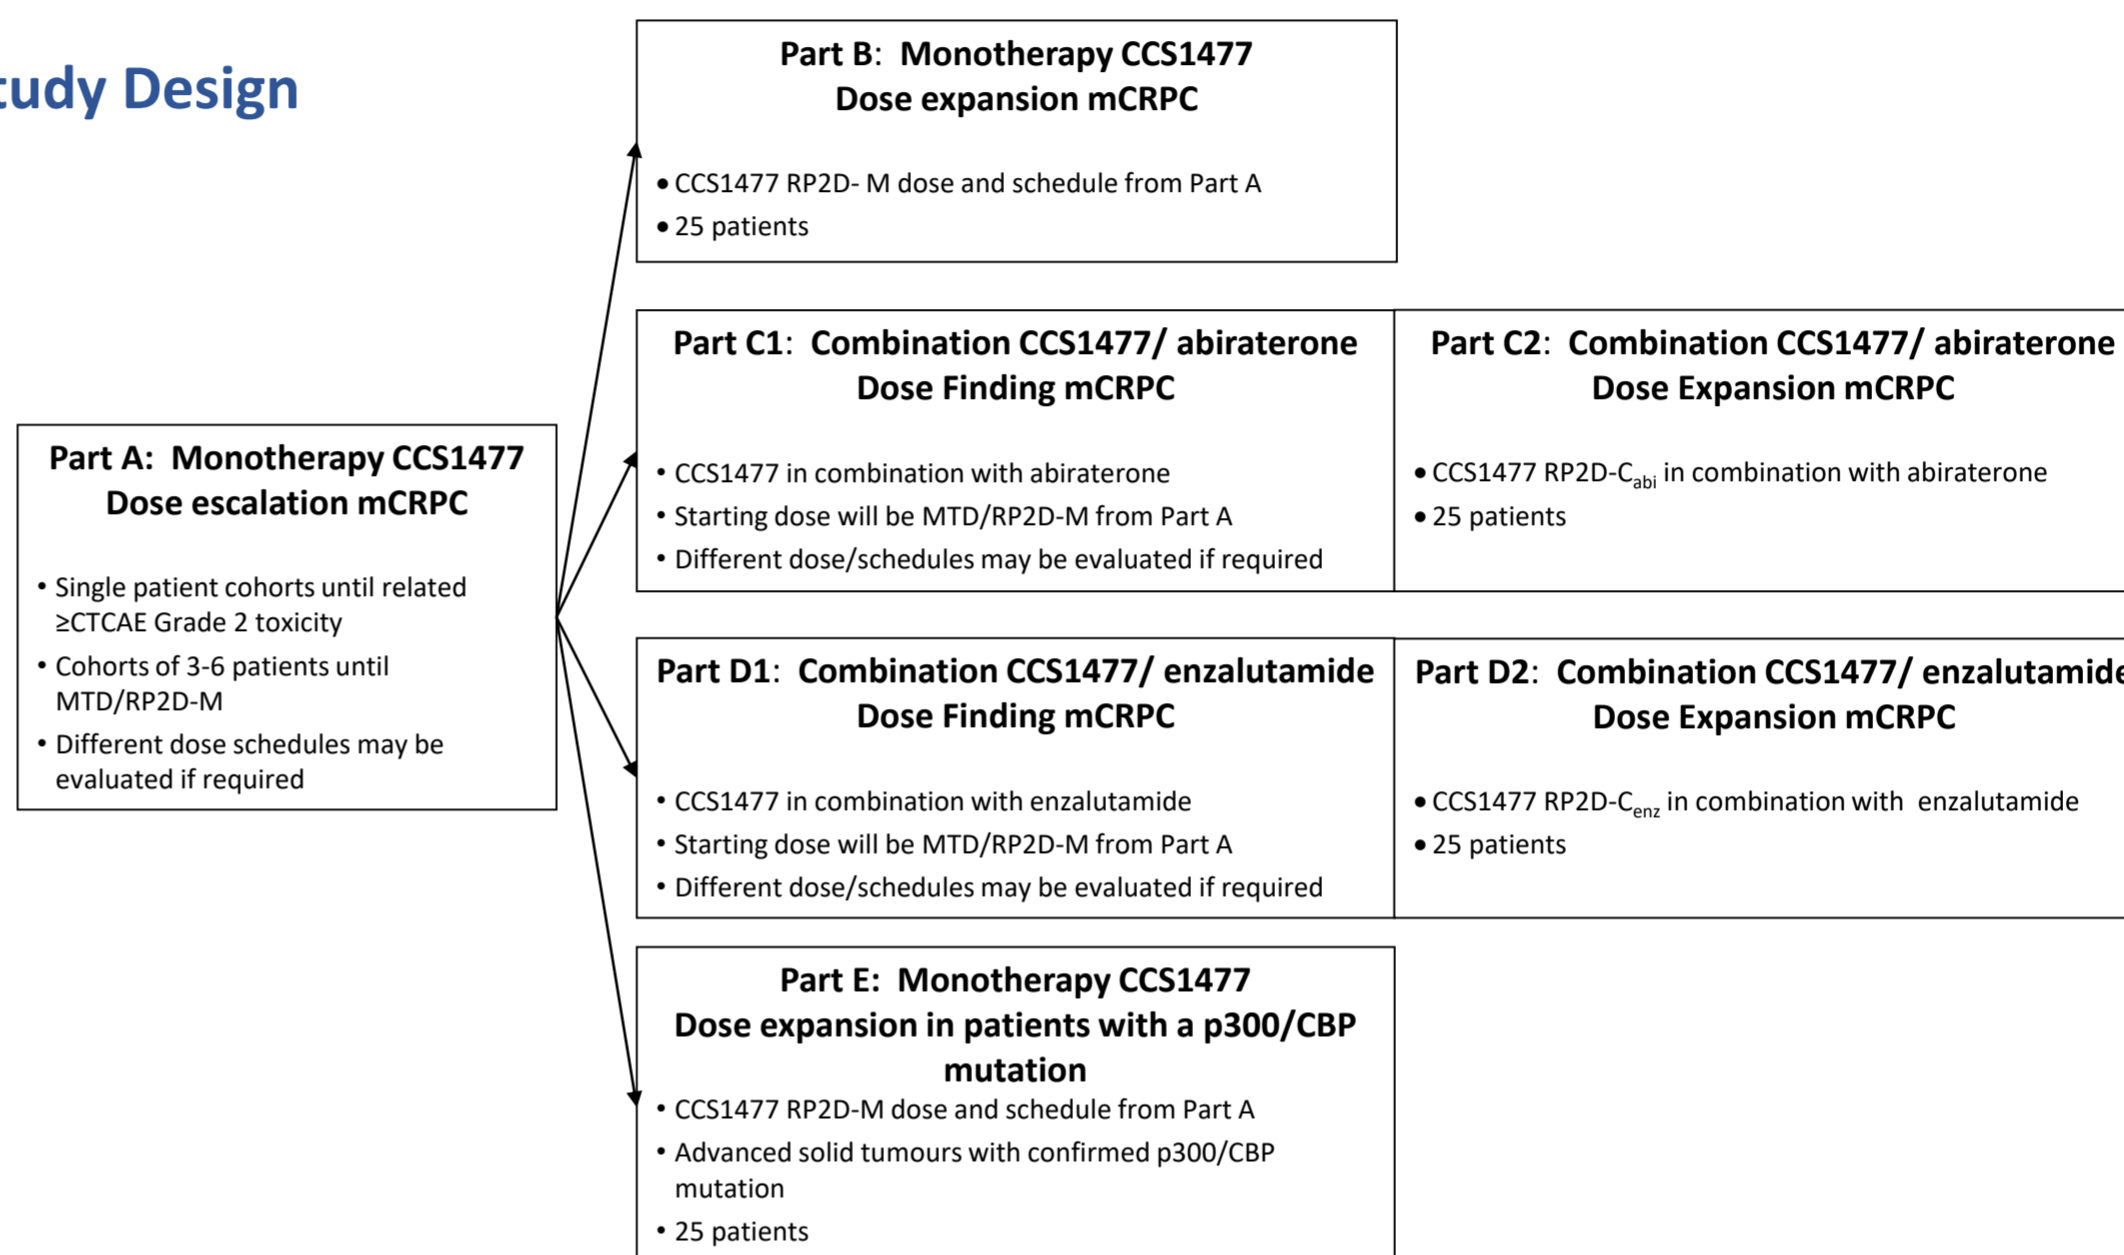 tudy Design
Part B: Monotherapy CCS1477
Dose expansion mCRPC
• CCS1477 RP2D- M dose and schedule from Part A
• 25 patients
Part A: Monotherapy CCS1477
Dose escalation mCRPC
• Single patient cohorts until related
≥CTCAE Grade 2 toxicity
• Cohorts of 3-6 patients until
MTD/RP2D-M
• Different dose schedules may be
evaluated if required
Part C1: Combination CCS1477/ abiraterone
Dose Finding mCRPC
• CCS1477 in combination with abiraterone
• Starting dose will be MTD/RP2D-M from Part A
• Different dose/schedules may be evaluated if required
Part C2: Combination CCS1477/ abiraterone
Dose Expansion mCRPC
• CCS1477 RP2D-Cabi in combination with abiraterone
• 25 patients
Part D1: Combination CCS1477/ enzalutamide
Dose Finding mCRPC
• CCS1477 in combination with enzalutamide
• Starting dose will be MTD/RP2D-M from Part A
• Different dose/schedules may be evaluated if required
Part D2: Combination CCS1477/ enzalutamide
Dose Expansion mCRPC
• CCS1477 RP2D-Cenz in combination with enzalutamide
• 25 patients
Part E: Monotherapy CCS1477
Dose expansion in patients with a p300/CBP
mutation
• CCS1477 RP2D-M dose and schedule from Part A
• Advanced solid tumours with confirmed p300/CBP
mutation
• 25 patients